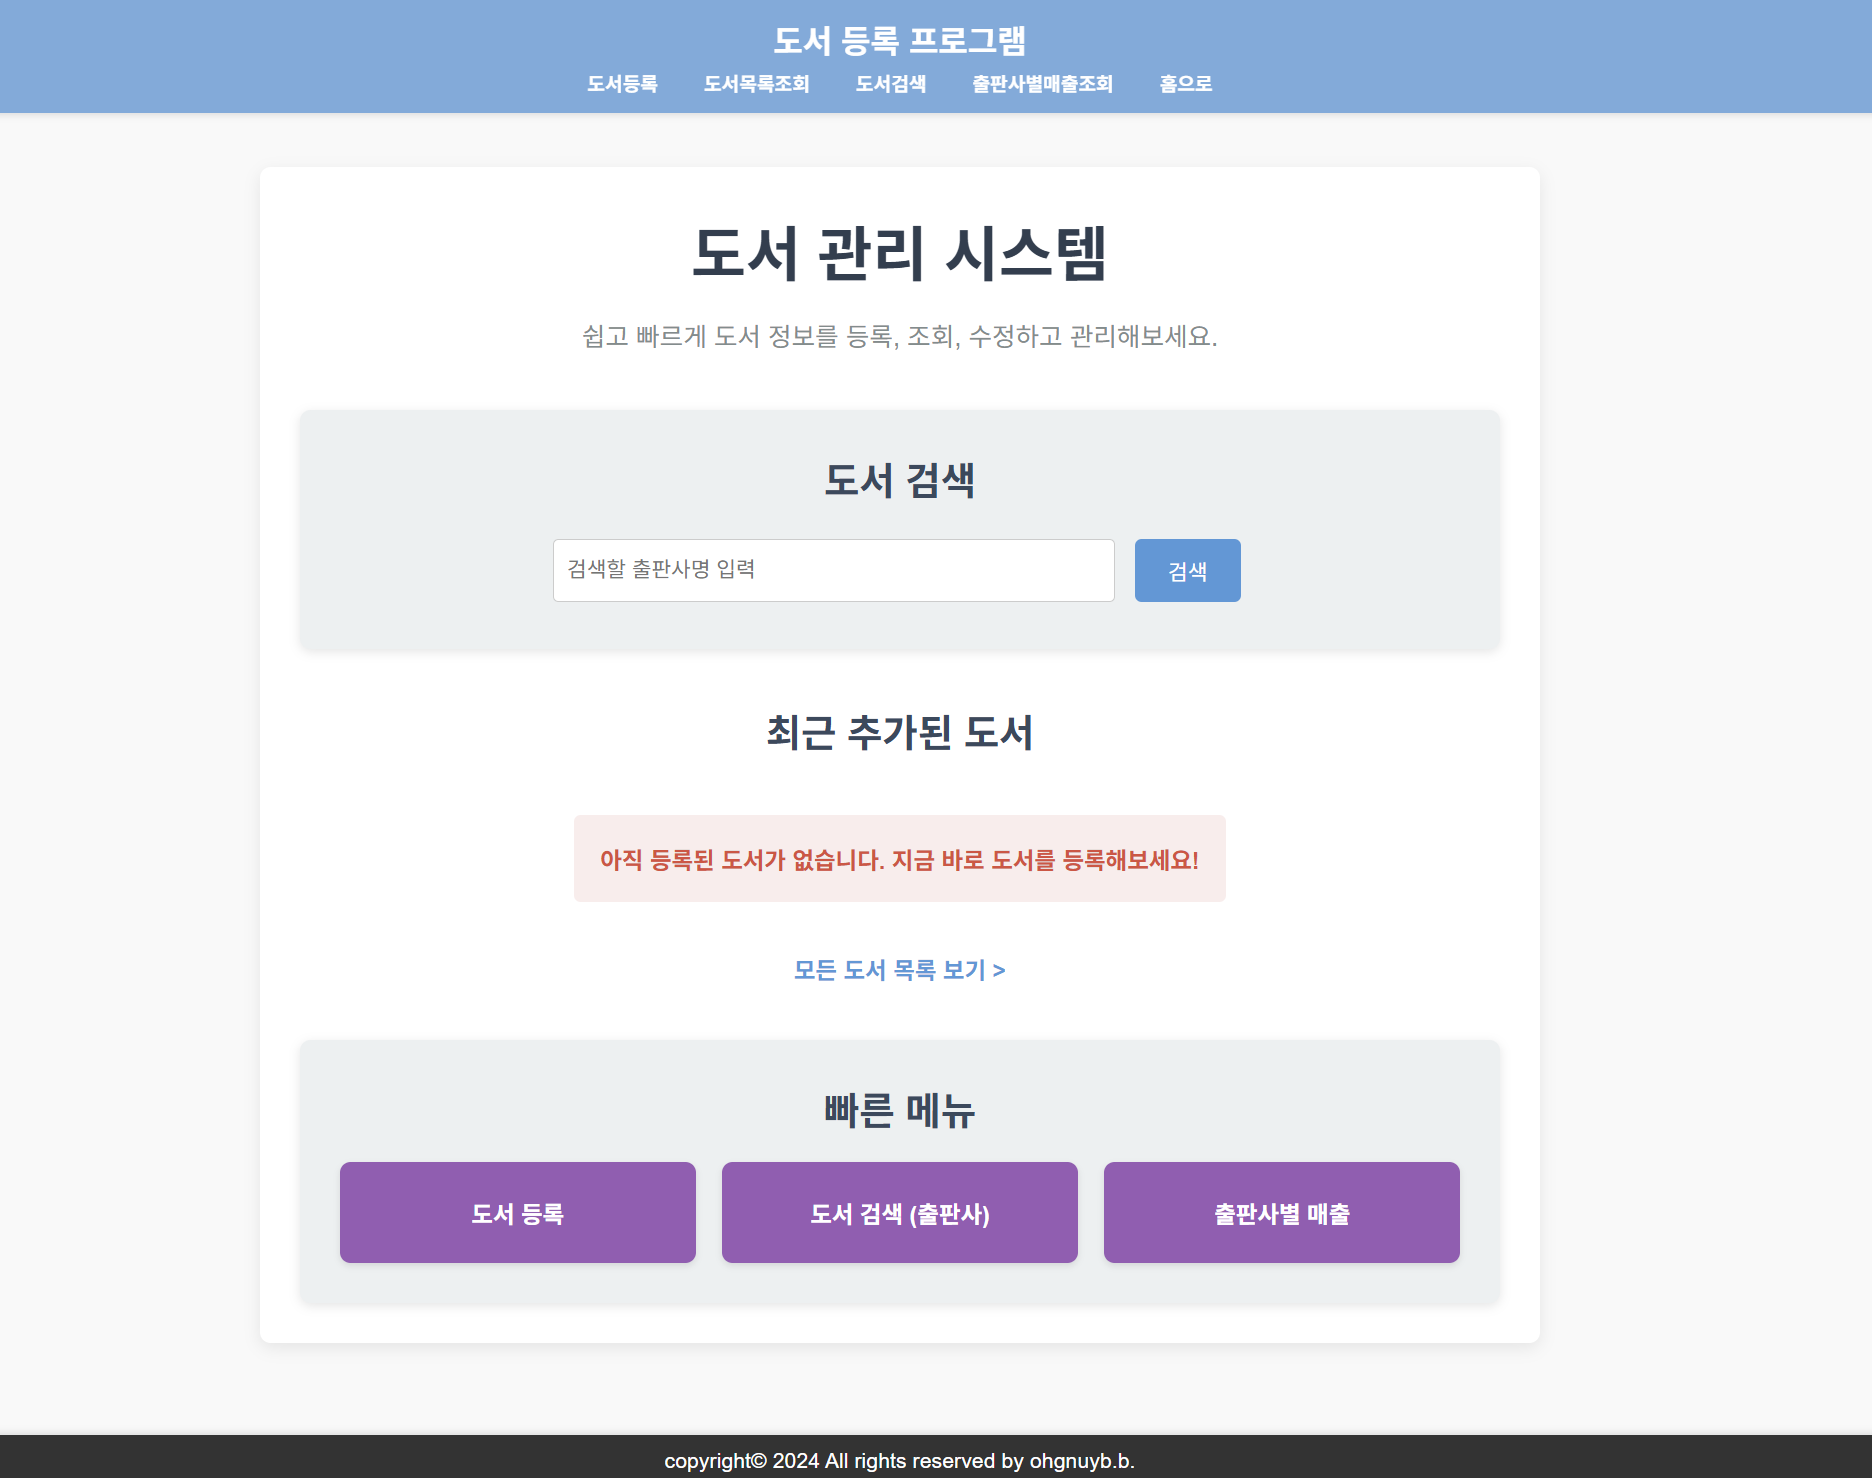 도서 등록 프로그램
도서등록 도서목록조회 도서검색 출판사별매출조회 홈으로
도서 관리 시스템
쉽고 빠르게 도서 정보를 등록, 조회, 수정하고 관리해보세요.
도서 검색
검색할 출판사명 입력 검색
최근 추가된 도서
아직 등록된 도서가 없습니다. 지금 바로 도서를 등록해보세요!
모든 도서 목록 보기 >
빠른 메뉴
도서 등록 도서 검색 (출판사) 출판사별 매출
copyright© 2024 All rights reserved by ohgnuyb.b.